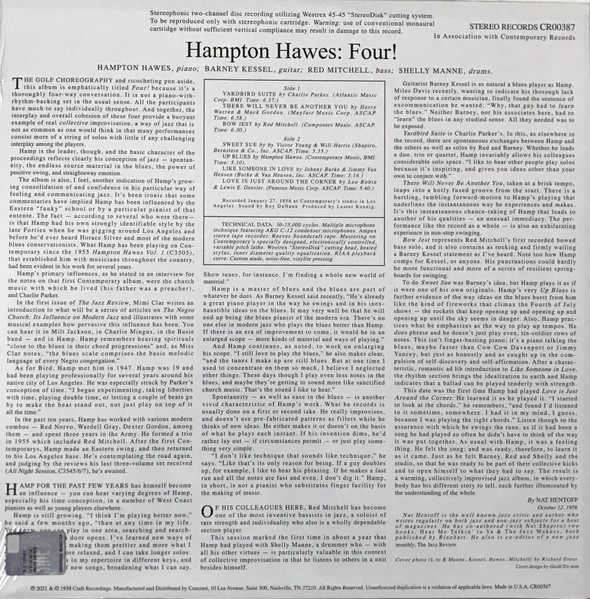 Stereophonic two-channel disc recording utilizing Westrex 45-45 "StereoDisk" cutting system.
To be reproduced only with stereophonic cartridge. Warning: use of conventional monaural
cartridge without sufficient vertical compliance may result in damage to this record.
STEREO RECORDS CR00387
In Association with Contemporary Records
Hampton Hawes: Four!
HAMPTON HAWES, piano; BARNEY KESSEL, guitar; RED MITCHELL, bass; SHELLY MANNE, drums.
THE GOLF CHOREOGRAPHY and ricocheting pun aside,
this album is emphatically titled Four! because it's a
thoroughly four-way conversation. It is not a piano-with-
rhythm-backing set in the usual sense. All the participants
have much to say individually throughout. And together, the
interplay and overall cohesion of these four provide a buoyant
example of real collective improvisation, a way of jazz that is
not as common as one would think in that many performances
consist more of a string of solos with little if any challenging
interplay among the players.
Hamp is the leader, though, and the basic character of the
proceedings reflects clearly his conception of jazz — spontan-
eity, the endless source material in the blues, the power of
positive swing, and straightaway emotion.
The album is also, I feel, another indication of Hamp's grow-
ing consolidation of and confidence in his particular way of
feeling and communicating jazz. It's been ironic that some
commentaries have implied Hamp has been influenced by the
Eastern "funky" school or by a particular pianist of that
entente. The fact — according to several who were there—
is that Hamp had his own strongly identifiable style by the
late Forties when he was gigging around Los Angeles and
before he'd ever heard Horace Silver and most of the modern
blues conservationists. What Hamp has been playing on Con-
temporary since the 1955 Hampton Hawes Vol. 1 (C3505),
that established him with musicians throughout the country,
had been evident in his work for several years.
Hamp's primary influences, as he stated in an interview for
the notes on that first Contemporary album, were the church
music with which he lived (his father was a preacher),
and Charlie Parker.
In the first issue of The Jazz Review, Mimi Clar writes an
introduction to what will be a series of articles on The Negro
Church: Its Influence on Modern Jazz and illustrates with some
musical examples how pervasive this influence has been. You
can hear it in Milt Jackson, in Charlie Mingus, in the Basie
band — and in Hamp. Hamp remembers hearing spirituals
"close to the blues in their chord progressions" and, as Miss
Clar notes, "the blues scale comprises the basic melodic
language of every Negro congregation."
As for Bird, Hamp met him in 1947. Hamp was 19 and
had been playing professionally for several years around his
native city of Los Angeles. He was especially struck by Parker's
conception of time. "I began experimenting, taking liberties
with time, playing double time, or letting a couple of beats go
by to make the beat stand out, not just play on top of it
all the time."
In the past ten years, Hamp has worked with various modern
combos — Red Norvo, Wardell Gray, Dexter Gordon, among
them — and spent three years in the Army. He formed a trio
in 1955 which included Red Mitchell. After the first Con-
temporarys, Hamp made an Eastern swing, and then returned
to his Los Angeles base. He's contemplating the road again,
and judging by the reviews his last three-volume set received
(All Night Session, C3545/6/7), he's awaited.
HAMP FOR THE PAST FEW YEARS has himself become
an influence — you can hear varying degrees of Hamp,
especially his time conception, in a number of West Coast
pianists as well as young players elsewhere.
Hamp is still growing. "I think I'm playing better now,"
he said a few months ago, "than at any time in my life.
play in one area, searching and search-
door opens. I've learned new ways of
making them prettier and more what I
relaxed, and I can take longer solos.
in my repertoire in different keys, and
new songs, broadening what I can say.
Side 1
YARDBIRD SUITE by Charlie Parker. (Atlantic Music
Corp. BMI. Time: 6.37.)
THERE WILL NEVER BE ANOTHER YOU by Harry
Warren & Mack Gordon. (Mayfair Music Corp. ASCAP.
Time: 6.38.)
BOW JEST by Red Mitchell. (Composers Music. ASCAP.
Time: 6.30.)
Side 2
SWEET SUE by Victor Young & Will Harris (Shapiro,
Bernstein & Co., Inc. ASCAP. Time: 5.35.)
UP BLUES by Hampton Hawes. (Contemporary Music, BMI.
Time: 5.10.)
LIKE SOMEONE IN LOVE by Johnny Burke & Jimmy Van
Heusen (Burke & Van Heusen, Inc. ASCAP. Time: 5.14.)
LOVE IS JUST AROUND THE CORNER by Leo Robin
& Lewis E. Gensler. (Famous Music Corp. ASCAP. Time: 5.40.)
Recorded January 27, 1958 at Contemporary's studio in Los
Angeles. Sound by Roy DuNann. Produced by Lester Koenig.
TECHNICAL DATA. 30-15,000 cycles. Multiple microphone
technique featuring AKG C-12 condenser microphones. Ampex
stereo tape recorder. Reeves Soundcraft tape. Mastering on
Contemporary's specially designed, electronically controlled,
variable pitch lathe. Westrex "StereoDisk" cutting head, heated
stylus, inner diameter quality equalization. RIAA playback
curve. Custom made, noise-free, virgin pressing.
Show tunes, for instance. I'm finding a whole new world of
material."
Hamp is a master of blues and the blues are part of
whatever he does. As Barney Kessel said recently, "He's already
a great piano player in the way he swings and in his inex-
haustible ideas on the blues. It may very well be that he will
end up being the blues pianist of the modern era. There's no
one else in modern jazz who plays the blues better than Hamp.
If there is an era of improvement to come, it would be in an
enlarged scope — more kinds of material and ways of playing."
And Hamp continues, as noted, to work on enlarging
his scope. "I still love to play the blues," he also makes clear,
"and the tunes I make up are still blues. But at one time I
used to concentrate on them so much. I believe I neglected
other things. These days though I play even less notes in the
blues, and maybe they're getting to sound more like sanctified
church music. That's the sound I like to hear."
Spontaneity — as well as ease in the blues — is another
vivid characteristic of Hamp's work. What he records is
usually done on a first or second take. He really improvises,
and doesn't use pre-fabricated patterns as fillers while he
thinks of new ideas. He either makes it or doesn't on the basis
of what he plays each instant. If his invention dims, he'd
rather lay out — if circumstances permit — or just play some-
thing very simple.
"I don't like technique that sounds like technique," he
says. "Like that's its only reason for being. If a guy doubles
up, for example, I like to hear his phrasing. If he makes a fast
run and all the notes are fast and even, I don't dig it." Hamp,
in short, is not a pianist who substitutes finger facility for
the making of music.
OF HIS COLLEAGUES HERE, Red Mitchell has become
one of the most inventive bassists in jazz, a soloist of
rare strength and individuality who also is a wholly dependable
section player.
This session marked the first time in about a year that
Hamp had played with Shelly Manne, a drummer who — with
all his other virtues — is particularly valuable in this context
of collective improvisation in that he listens to others in a unit
besides himself.
Guitarist Barney Kessel is as natural a blues player as Hamp.
Miles Davis recently, wanting to indicate his thorough lack
of response to a certain musician, finally found the sentence of
excommunication he wanted: "Why, that guy had to learn
the blues." Neither Barney, nor his associates here, had to
"learn" the blues in any studied sense. All they needed was to
be exposed.
Yardbird Suite is Charlie Parker's. In this, as elsewhere in
the record, there are spontaneous exchanges between Hamp and
the others as well as solos by Red and Barney. Whether he leads
a duo, trio or quartet, Hamp invariably allows his colleagues
considerable solo space. "I like to hear other people play solos
because it's inspiring, and gives you ideas other than your
own to conjure with."
There Will Never Be Another You, taken at a brisk tempo,
leaps into a hotly fused groove from the start. There is a
hurtling, tumbling forward-motion to Hamp's playing that
underlines the instantaneous way he experiences and makes.
It's this instantaneous chance-taking of Hamp that leads to
another of his qualities — an unusual immediacy. The per-
formance like the record as a whole — is also an exhilarating
experience in non-stop swinging.
Bow Jest represents Red Mitchell's first recorded bowed
bass solo, and it also contains as rocking and firmly wailing
a Barney Kessel statement as I've heard. Note too how Hamp
comps for Kessel, or anyone. His punctuations could hardly
be more functional and more of a series of resilient spring-
boards for swinging.
To do Sweet Sue was Barney's idea, but Hamp plays it as if
it were one of his own originals. Hamp's very Up Blues is
further evidence of the way ideas on the blues burst from him
like the kind of fireworks that climax the Fourth of July
shows — the rockets that keep opening up and opening up and
opening up until the sky seems in danger. Also, Hamp prac-
tices what he emphasizes as the way to play up tempos. He
does phrase and he doesn't just play even, tin-soldier rows of
notes. This isn't finger-busting piano; it's a piano talking the
blues, maybe faster than Cow Cow Davenport or Jimmy
Yancey, but just as honestly and as caught up in the com-
pulsion of self-discovery and self-affirmation. After a charac-
teristic, romantic ad lib introduction to Like Someone in Love,
the rhythm section brings the idealization to earth and Hamp
indicates that a ballad can be played tenderly with strength.
This date was the first time Hamp had played Love is Just
Around the Corner. He learned it as he played it. "I started
to look at the chords," he remembers, "and found I'd listened
to it sometime, somewhere. I had it in my mind, I guess,
because I was playing the right chords." Listen though to the
assurance with which he swings the tune, as if it had been a
song he had played so often he didn't have to think of the way
it was put together. As usual with Hamp, it was a feeling
thing. He felt the song; and was ready, therefore, to learn it
as it came. Just as he felt Barney, Red and Shelly and the
studio, so that he was ready to be part of their collective kicks
and to open himself to what they had to say. The result is
a warming, collectively improvised jazz album, in which every-
body has his different story to tell, each further illuminated by
the understanding of the whole.
By NAT HENTOFF
October 12, 1958
Nat Hentoff is the well known jazz critic and author who
writes regularly on both jazz and non jazz subjects for a host
of magazines. He has co-authored (with Nat Shapiro) two
books: Hear Me Talkin' to Ya & The Jazz Makers, both
published by Rinehart. He also is co-editor of a new jazz
monthly, The Jazz Review.
Cover photo (l. to R Manne, Kessel, Hawes, Mitchell) by Richard Grass
Cover design by Guidi/Tri-Arts
℗ 2021 & © 1958 Craft Recordings. Manufactured and Distributed by Concord, 10 Lea Avenue, Suite 300, Nashville, TN 37210. All Rights Reserved. Unauthorized duplication is a violation of applicable laws. Made in U.S.A. CR00387